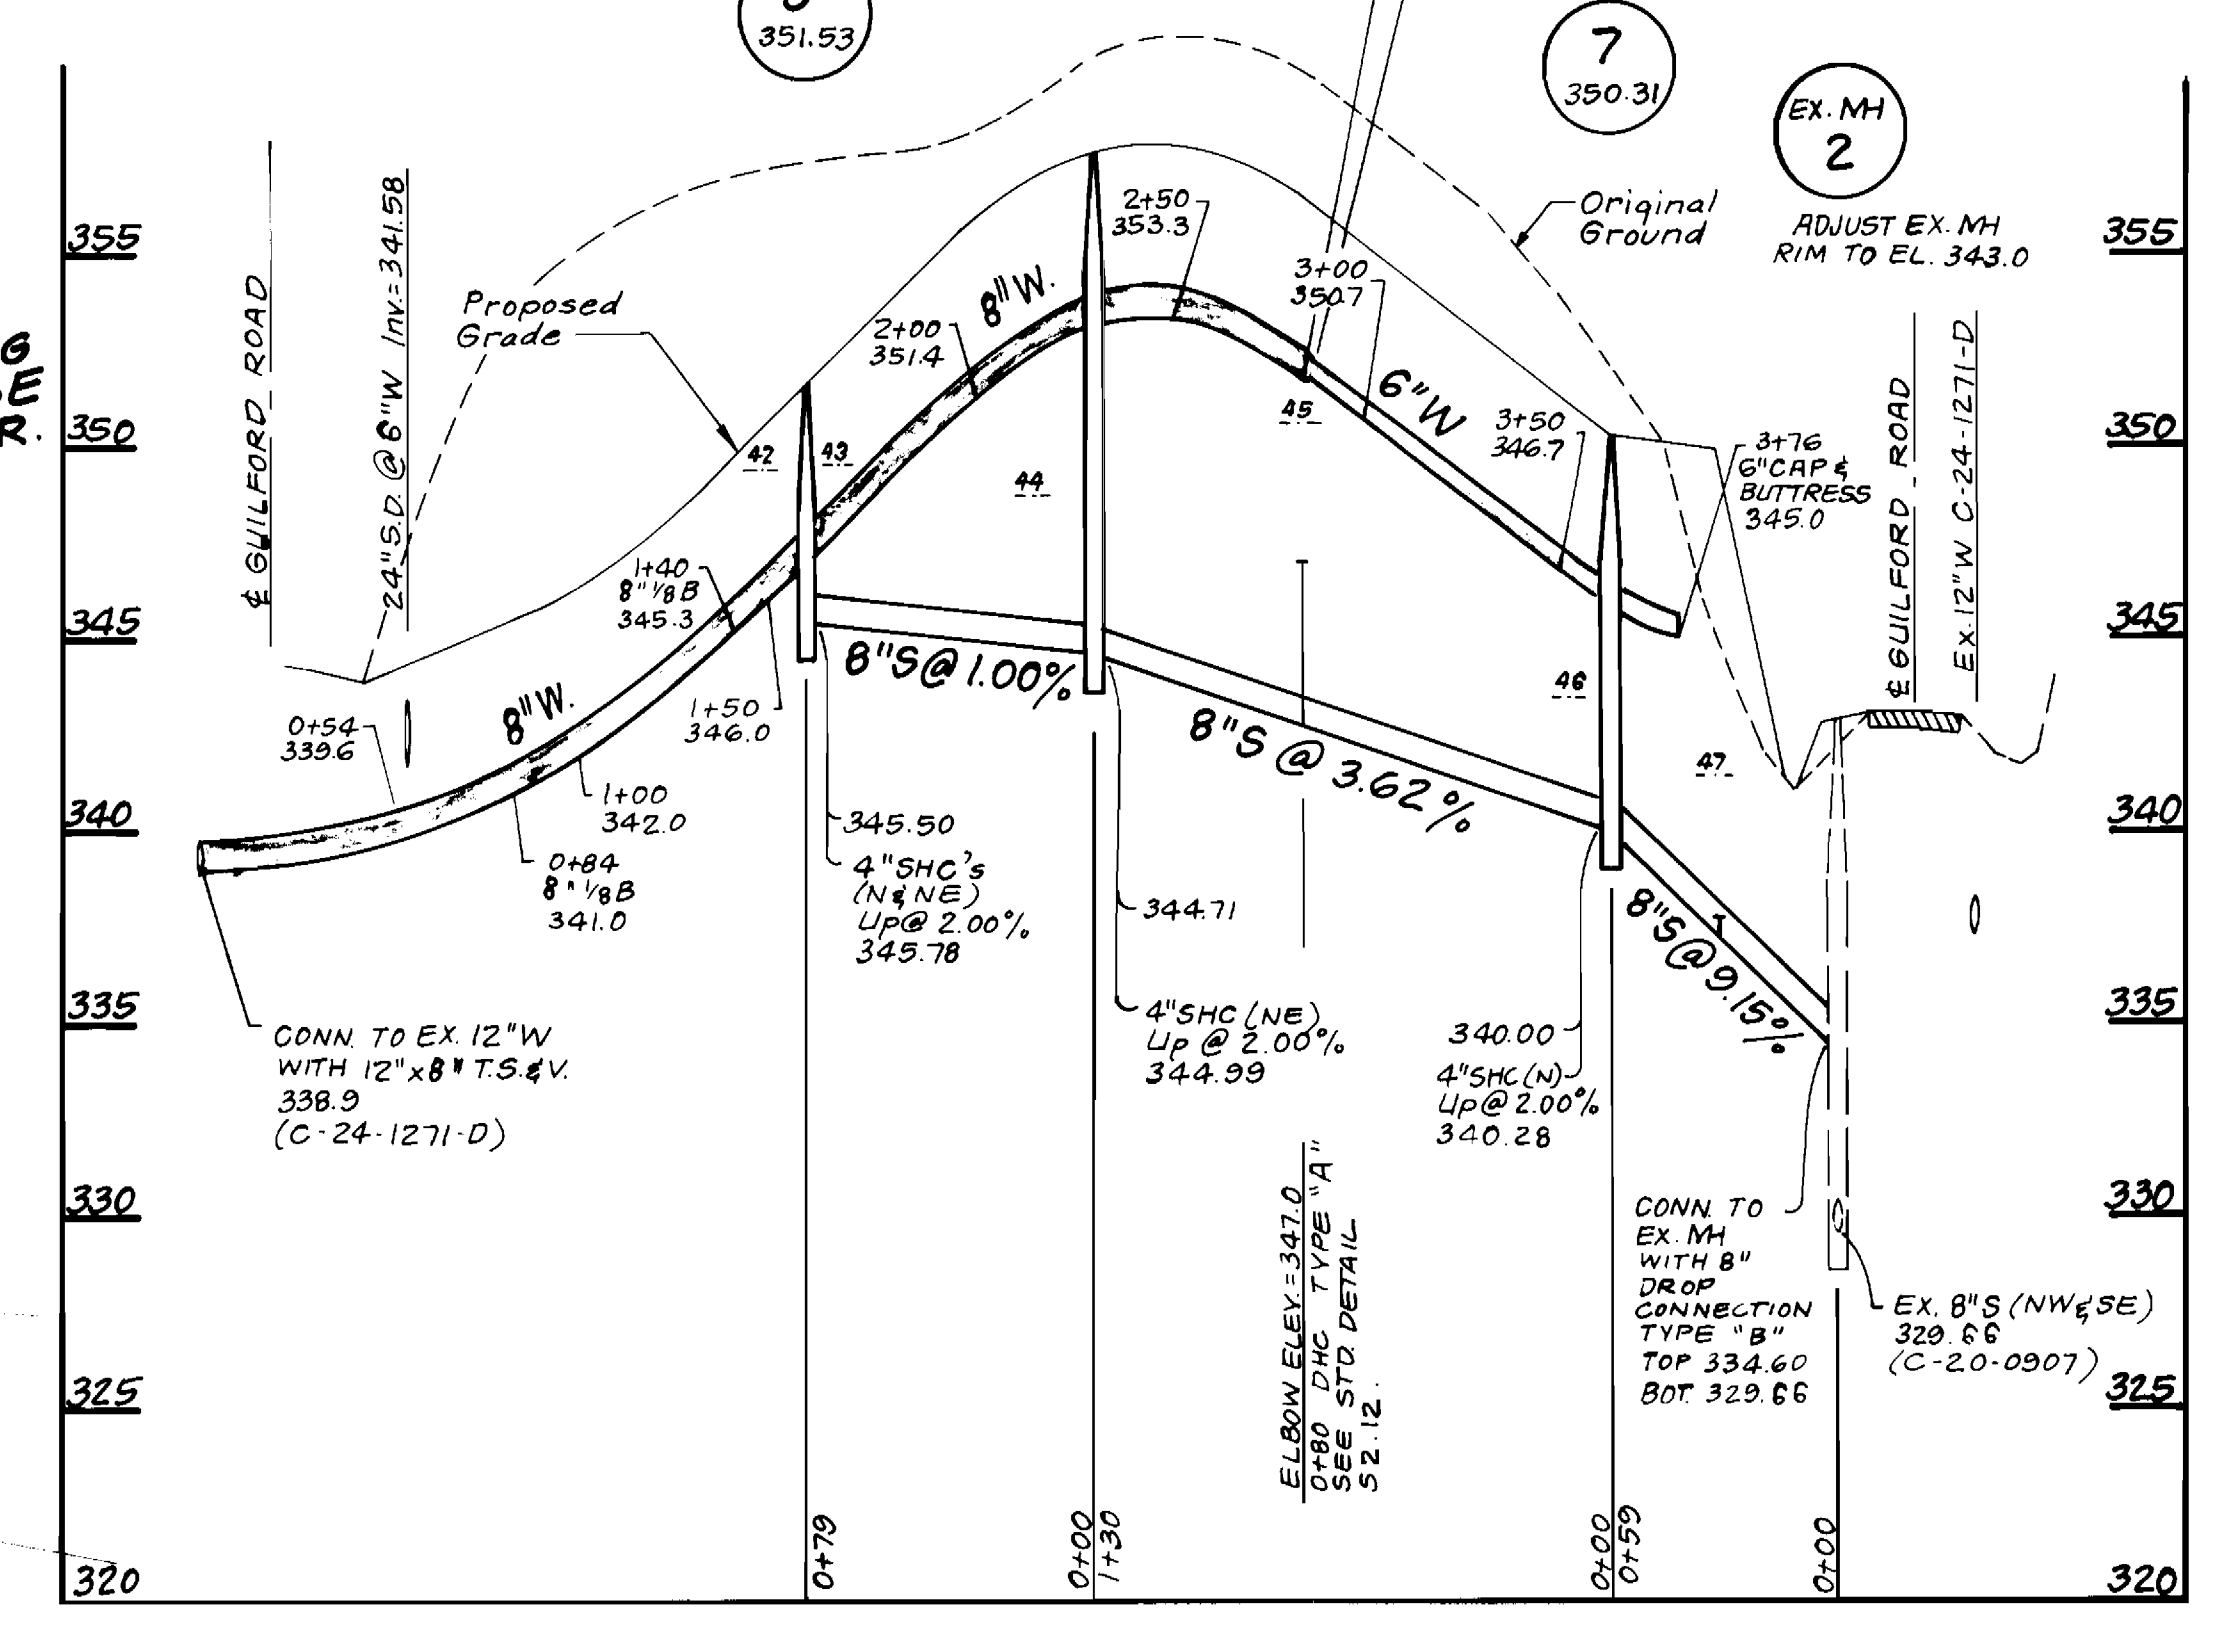 351.53
7
350.31
EX. MH
2
ADJUST EX. MH
RIM TO EL. 343.0
Original
Ground
355
350
345
340
335
330
325
320
355
350
345
340
335
330
325
320
G
E
R.
℄ GUILFORD ROAD
24"S.D. @ 6"W Inv.=341.58
Proposed
Grade
8"W.
2+00
351.4
2+50
353.3
3+00
350.7
6"W
3+50
346.7
3+76
6"CAP &
BUTTRESS
345.0
℄ GUILFORD ROAD
Ex. 12"W C-24-1271-D
42
43
44
45
46
47
1+40
8" 1/8 B
345.3
1+50
346.0
8"W.
0+54
339.6
1+00
342.0
0+84
8" 1/8 B
341.0
8"S @ 1.00%
8"S @ 3.62%
8"S @ 9.15%
345.50
4"SHC's
(N & NE)
Up @ 2.00%
345.78
344.71
4"SHC (NE)
Up @ 2.00%
344.99
340.00
4"SHC (N)
Up @ 2.00%
340.28
CONN. TO EX. 12"W
WITH 12"x8" T.S.&V.
338.9
(C-24-1271-D)
ELBOW ELEV.=347.0
0+80 DHC TYPE "A"
SEE STD. DETAIL
S2.12.
CONN. TO
EX. MH
WITH 8"
DROP
CONNECTION
TYPE "B"
TOP 334.60
BOT. 329.66
EX. 8"S (NW & SE)
329.66
(C-20-0907)
0+79
0+00
1+30
0+00
0+59
0+00